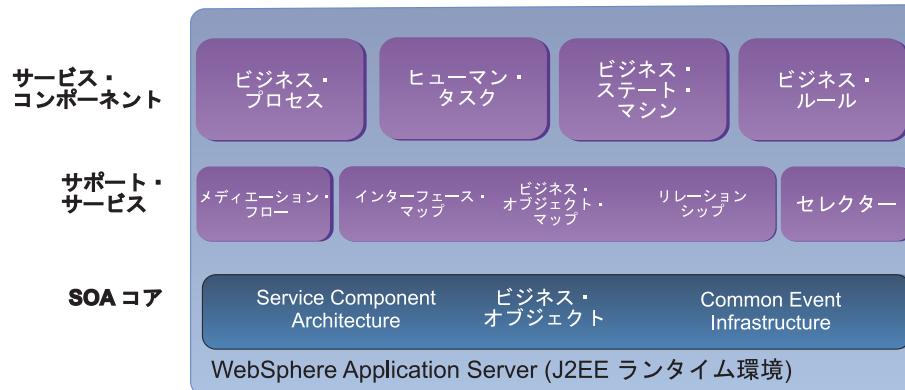 サービス・
コンポーネント
ビジネス・
プロセス
ヒューマン・
タスク
ビジネス・
ステート・
マシン
ビジネス・
ルール
サポート・
サービス
メディエーション・
フロー
インターフェース・
マップ
ビジネス・
オブジェクト・
マップ
リレーション
シップ
セレクター
SOA コア
Service Component
Architecture
ビジネス・
オブジェクト
Common Event
Infrastructure
WebSphere Application Server (J2EE ランタイム環境)